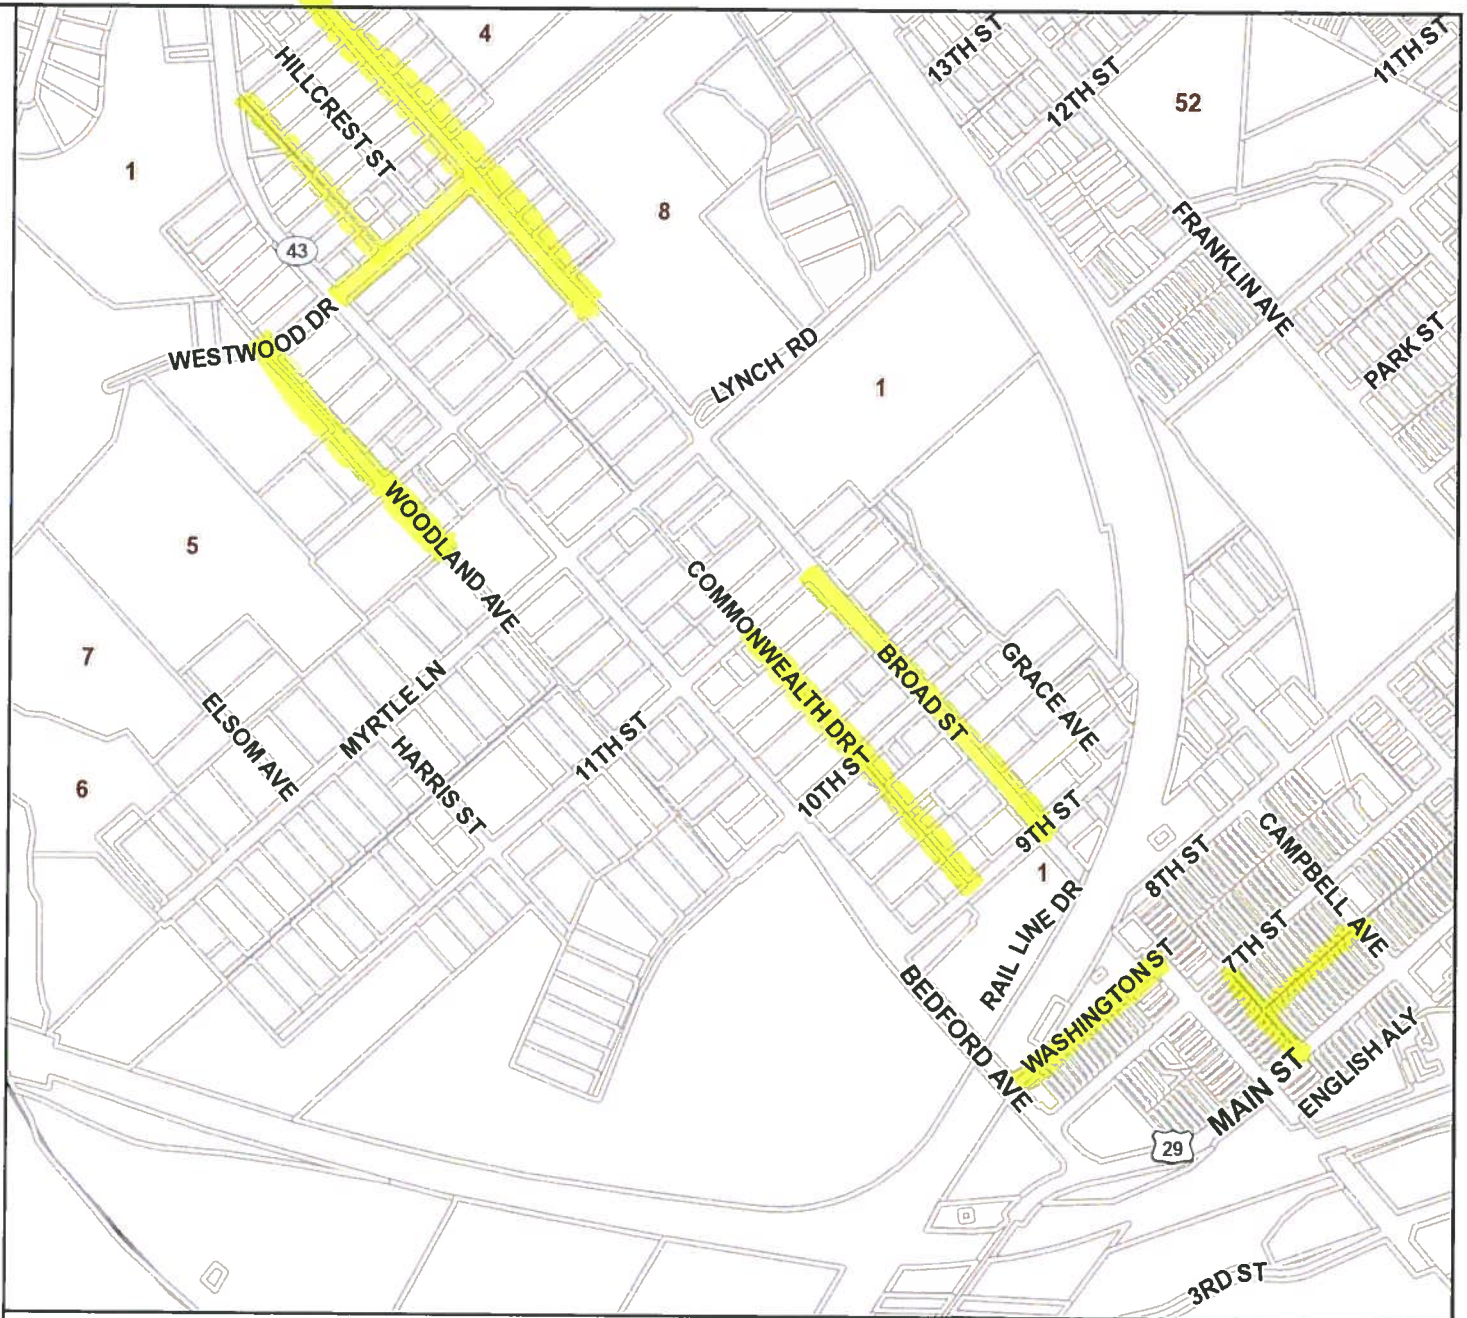 4
13TH ST
11TH ST
HILLCREST ST
12TH ST
52
1
8
FRANKLIN AVE
43
WESTWOOD DR
LYNCH RD
PARK ST
1
WOODLAND AVE
5
COMMONWEALTH DR
7
GRACE AVE
BROAD ST
MYRTLE LN
ELSOM AVE
HARRIS ST
11TH ST
10TH ST
6
9TH ST
1
CAMPBELL AVE
8TH ST
RAIL LINE DR
7TH ST
WASHINGTON ST
BEDFORD AVE
MAIN ST
ENGLISH ALY
29
3RD ST